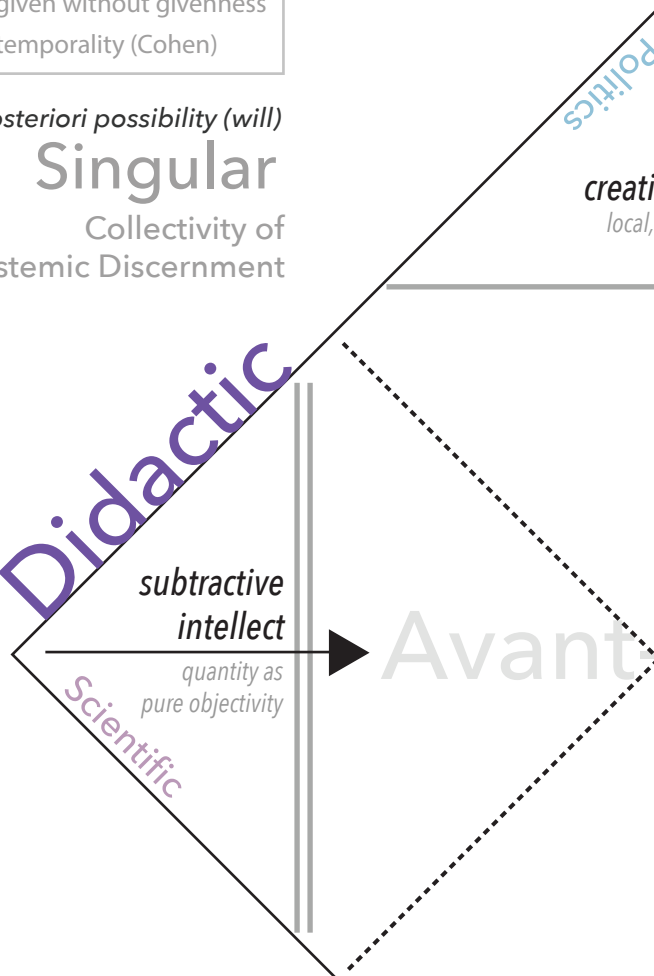 given without givenness
temporality (Cohen)
osteriori possibility (will)
Singular
Collectivity of
stemic Discernment
Politics
creati
local,
Didactic
subtractive
intellect
quantity as
pure objectivity
Avant-
Scientific